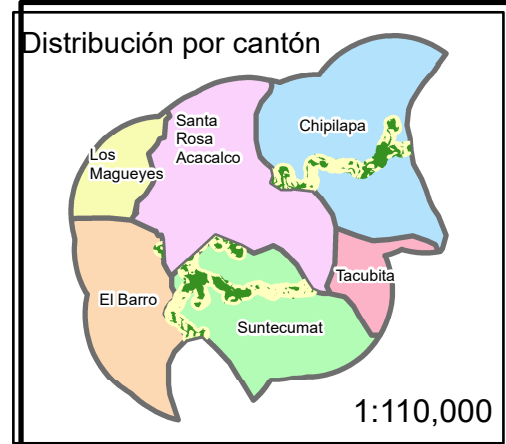 Distribución por cantón
Chipilapa
Santa
Rosa
Acacalco
Los
Magueyes
Tacubita
El Barro
Suntecumat
1:110,000